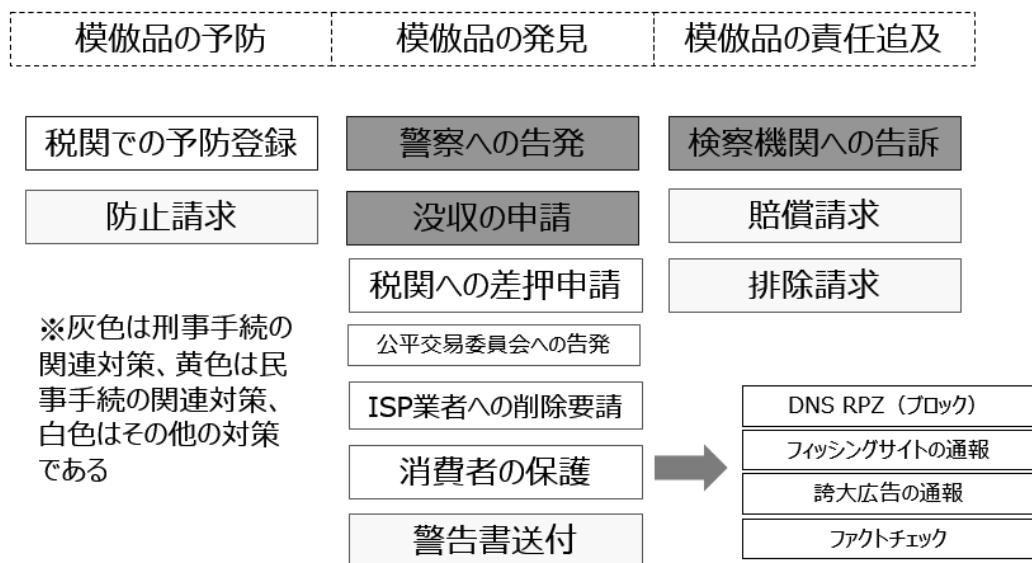 模倣品の予防
模倣品の発見
模倣品の責任追及
税関での予防登録
警察への告発
検察機関への告訴
防止請求
没収の申請
賠償請求
税関への差押申請
排除請求
※灰色は刑事手続の
関連対策、黄色は民
事手続の関連対策、
白色はその他の対策
である
公平交易委員会への告発
ISP業者への削除要請
消費者の保護
警告書送付
DNS RPZ（ブロック）
フィッシングサイトの通報
誇大広告の通報
ファクトチェック